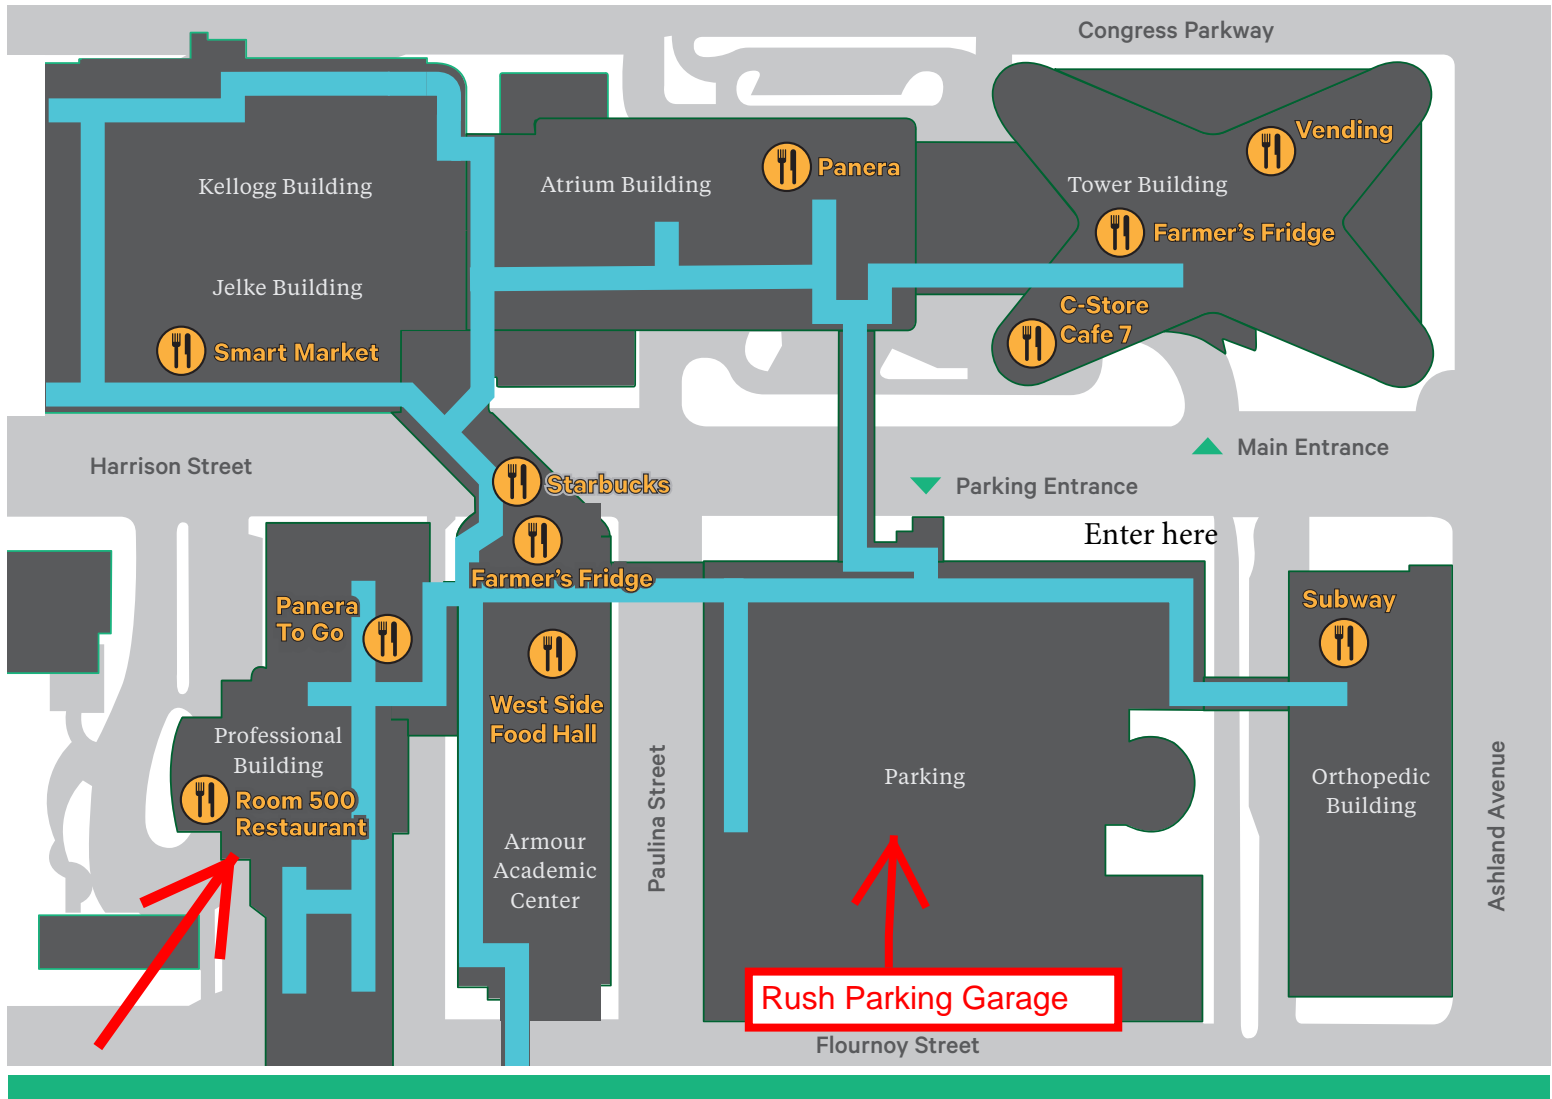 Congress Parkway
Vending
Kellogg Building
Atrium Building
Panera
Tower Building
Farmer's Fridge
Jelke Building
C-Store
Cafe 7
Smart Market
Harrison Street
Main Entrance
Starbucks
Parking Entrance
Enter here
Farmer's Fridge
Panera
To Go
Subway
West Side
Food Hall
Professional
Building
Room 500
Restaurant
Paulina Street
Parking
Orthopedic
Building
Ashland Avenue
Armour
Academic
Center
Rush Parking Garage
Flournoy Street